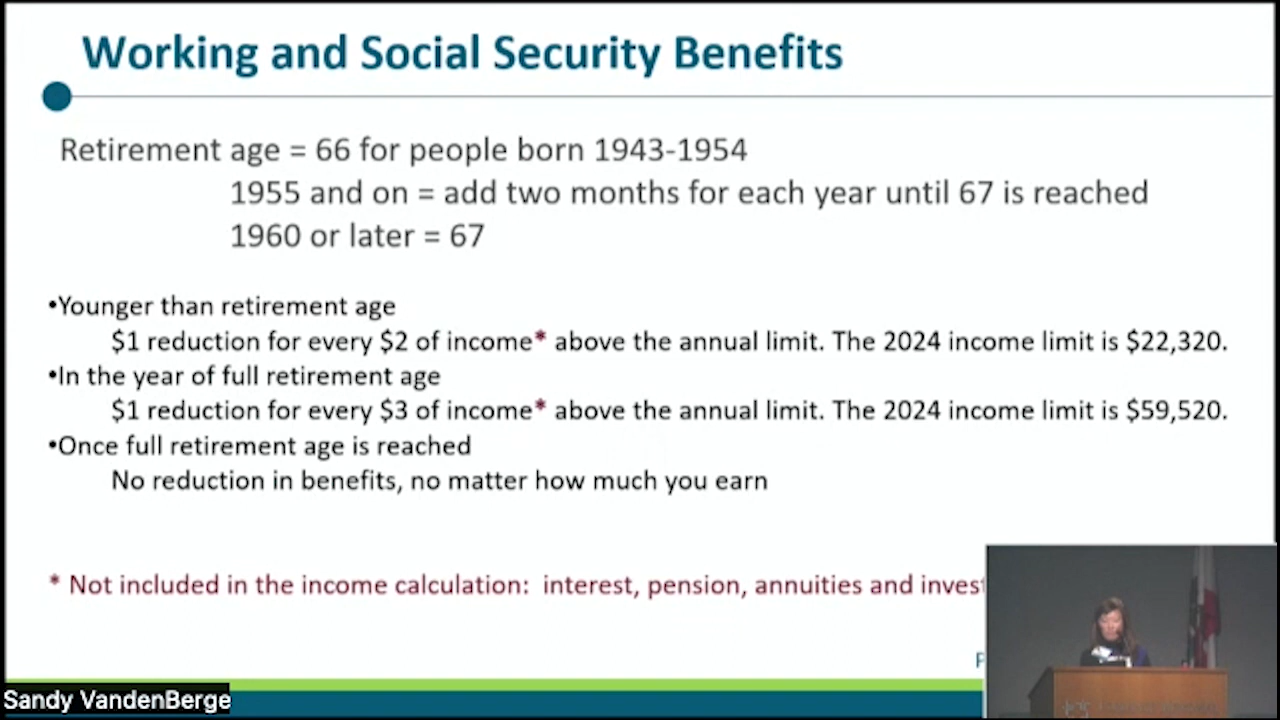 Working and Social Security Benefits
Retirement age = 66 for people born 1943-1954
1955 and on = add two months for each year until 67 is reached
1960 or later = 67
•Younger than retirement age
$1 reduction for every $2 of income* above the annual limit. The 2024 income limit is $22,320.
•In the year of full retirement age
$1 reduction for every $3 of income* above the annual limit. The 2024 income limit is $59,520.
•Once full retirement age is reached
No reduction in benefits, no matter how much you earn
* Not included in the income calculation: interest, pension, annuities and
Sandy VandenBerge